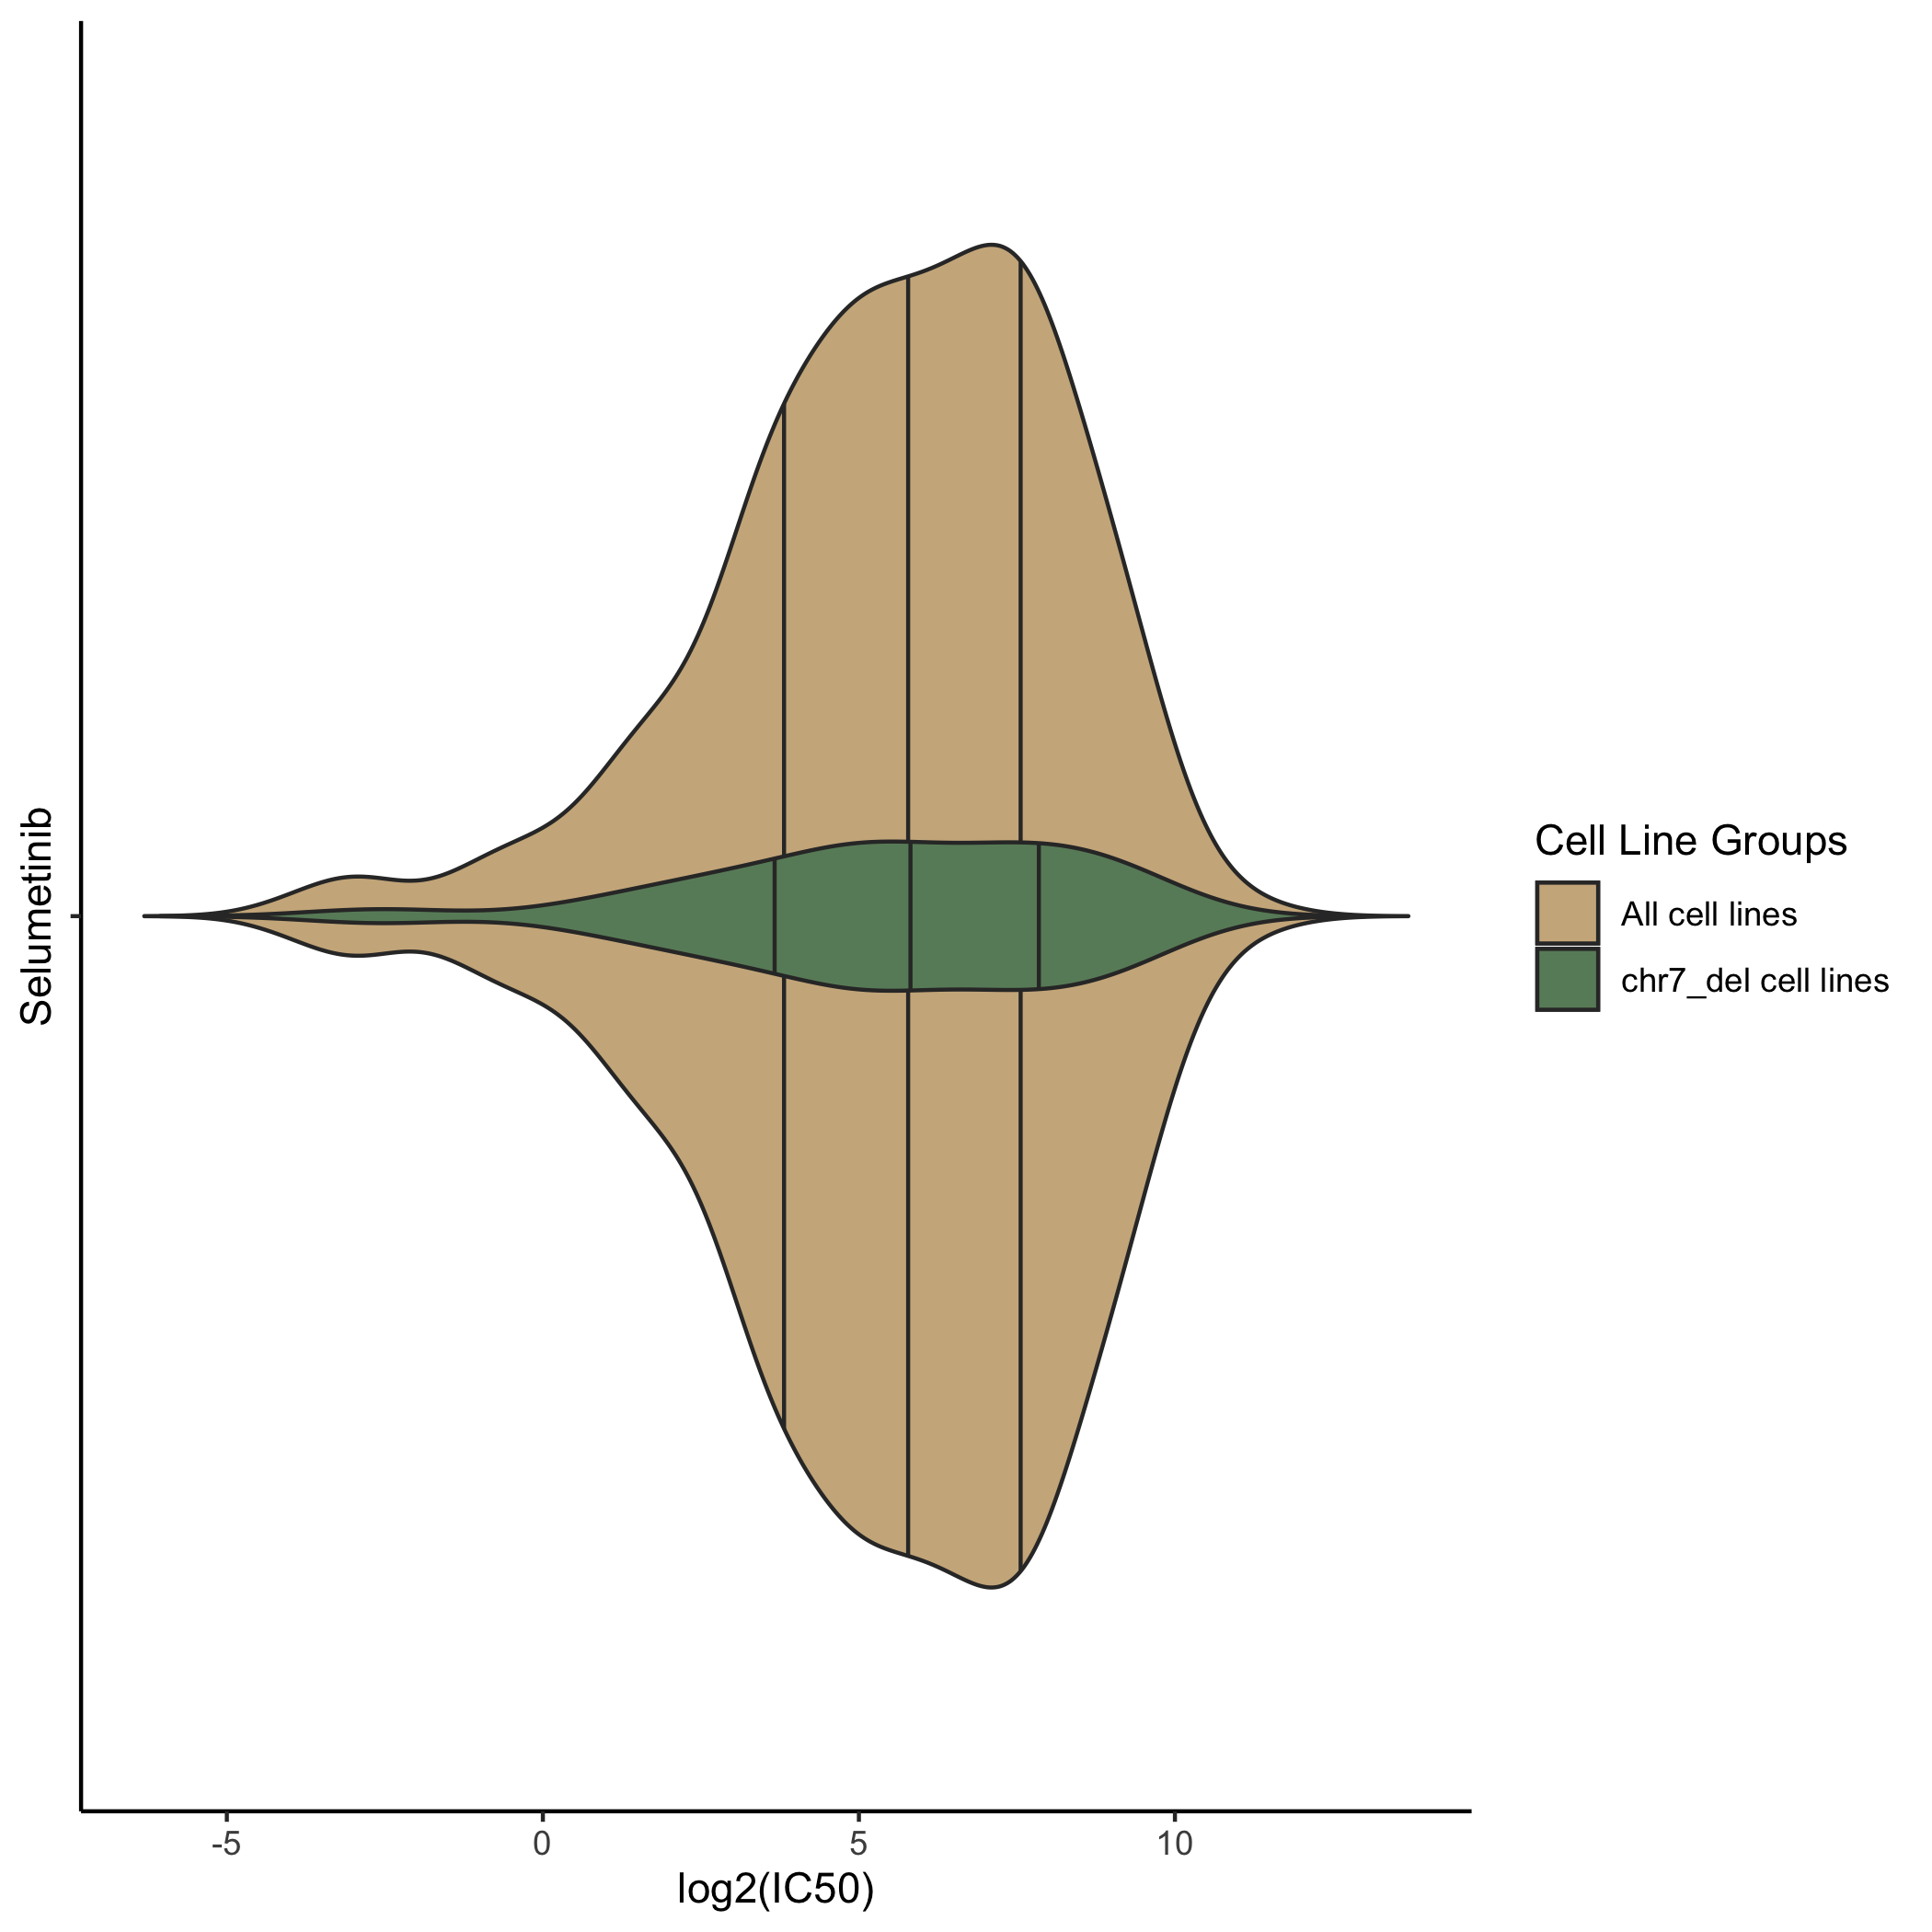 Selumetinib
-5
0
5
10
log2(IC50)
Cell Line Groups
All cell lines
chr7_del cell lines